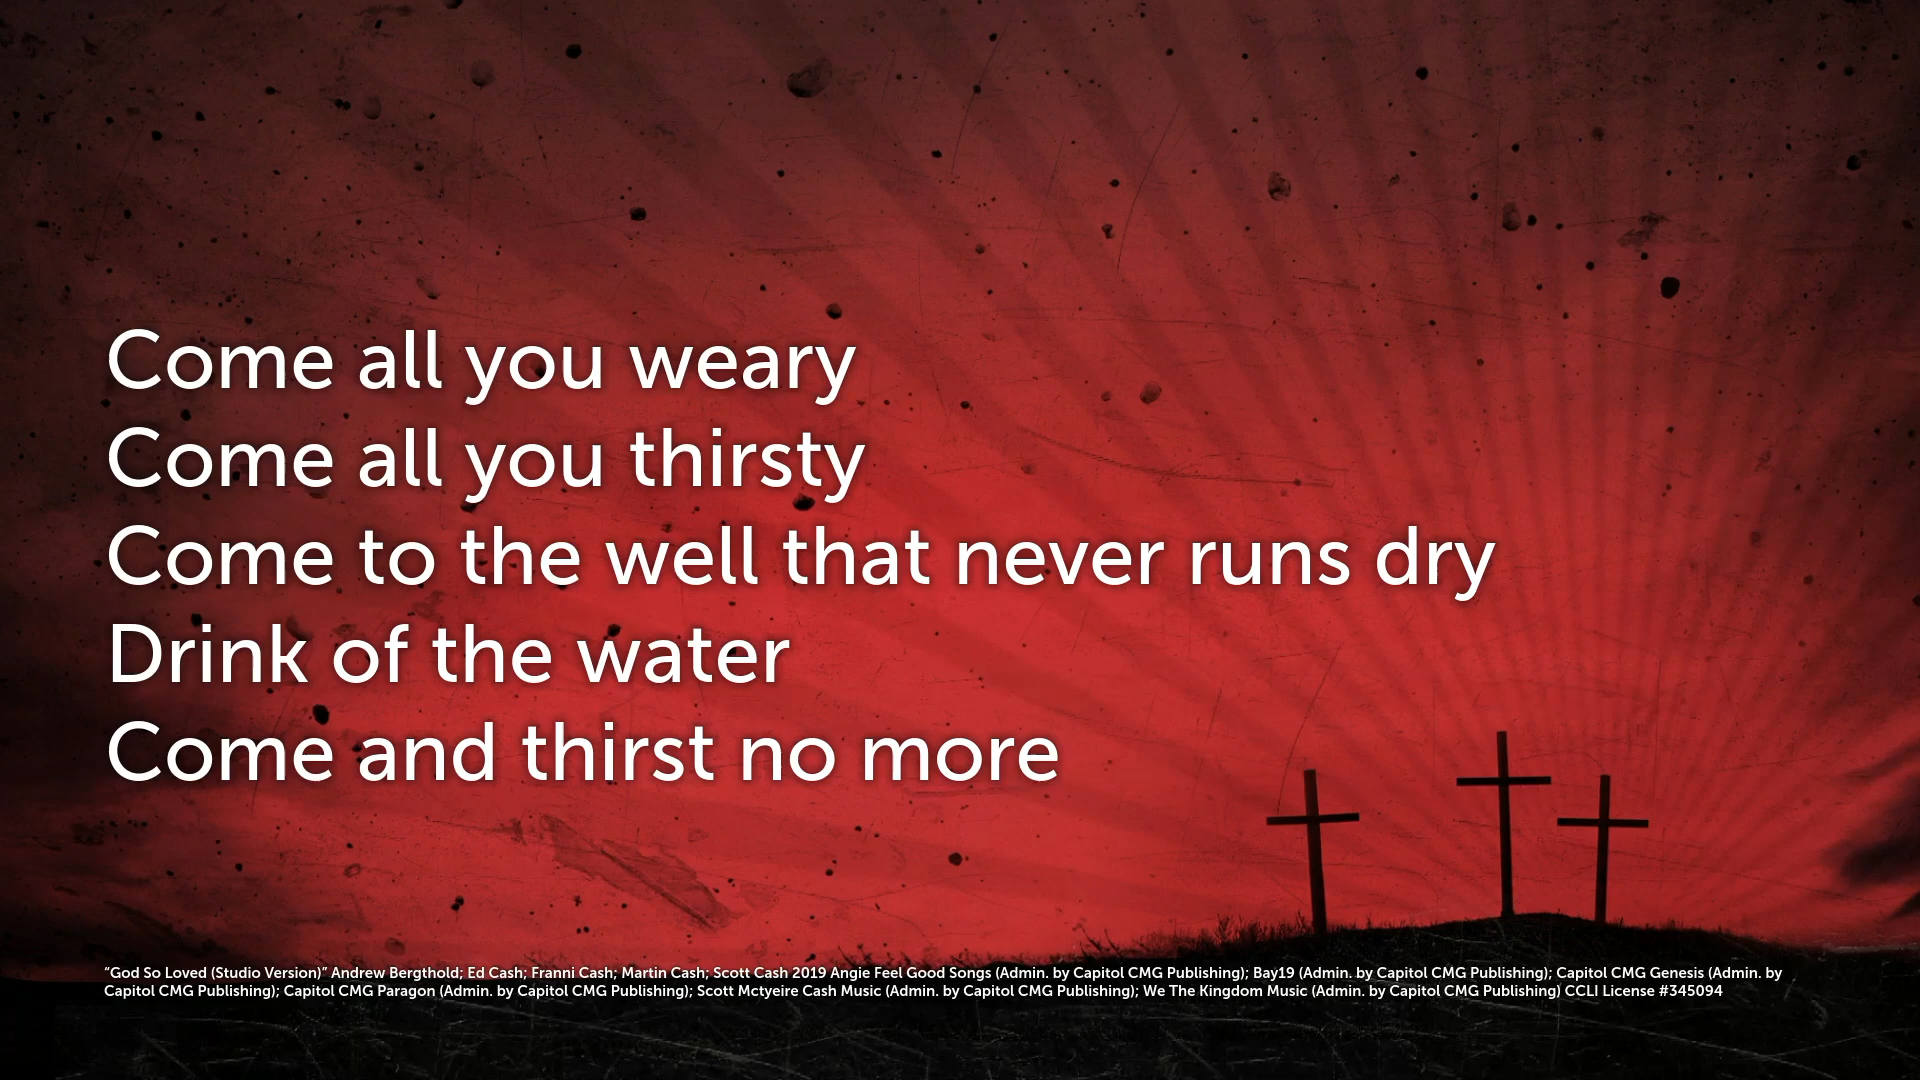 Come all you weary
Come all you thirsty
Come to the well that never runs dry
Drink of the water
Come and thirst no more
“God So Loved (Studio Version)” Andrew Bergthold; Ed Cash; Franni Cash; Martin Cash; Scott Cash 2019 Angie Feel Good Songs (Admin. by Capitol CMG Publishing); Bay19 (Admin. by Capitol CMG Publishing); Capitol CMG Genesis (Admin. by
Capitol CMG Publishing); Capitol CMG Paragon (Admin. by Capitol CMG Publishing); Scott Mctyeire Cash Music (Admin. by Capitol CMG Publishing); We The Kingdom Music (Admin. by Capitol CMG Publishing) CCLI License #345094